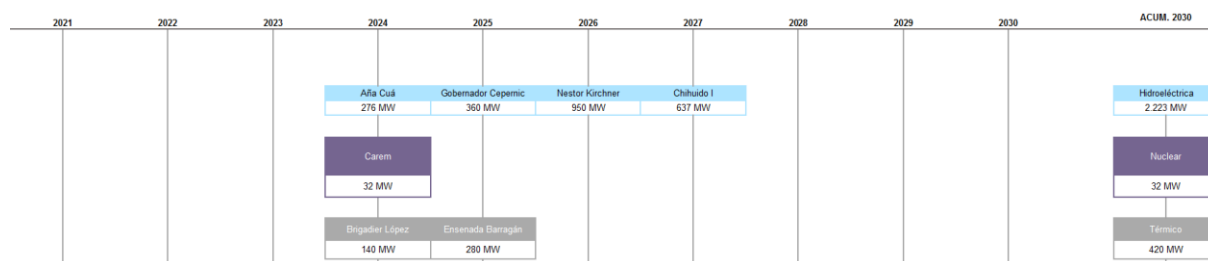 2021 2022 2023 2024 2025 2026 2027 2028 2029 2030 ACUM. 2030
Aña Cuá Gobernador Cepernic Nestor Kirchner Chihuido I Hidroeléctrica
276 MW 360 MW 950 MW 637 MW 2.223 MW
Carem Nuclear
32 MW 32 MW
Brigadier López Ensenada Barragán Térmico
140 MW 280 MW 420 MW